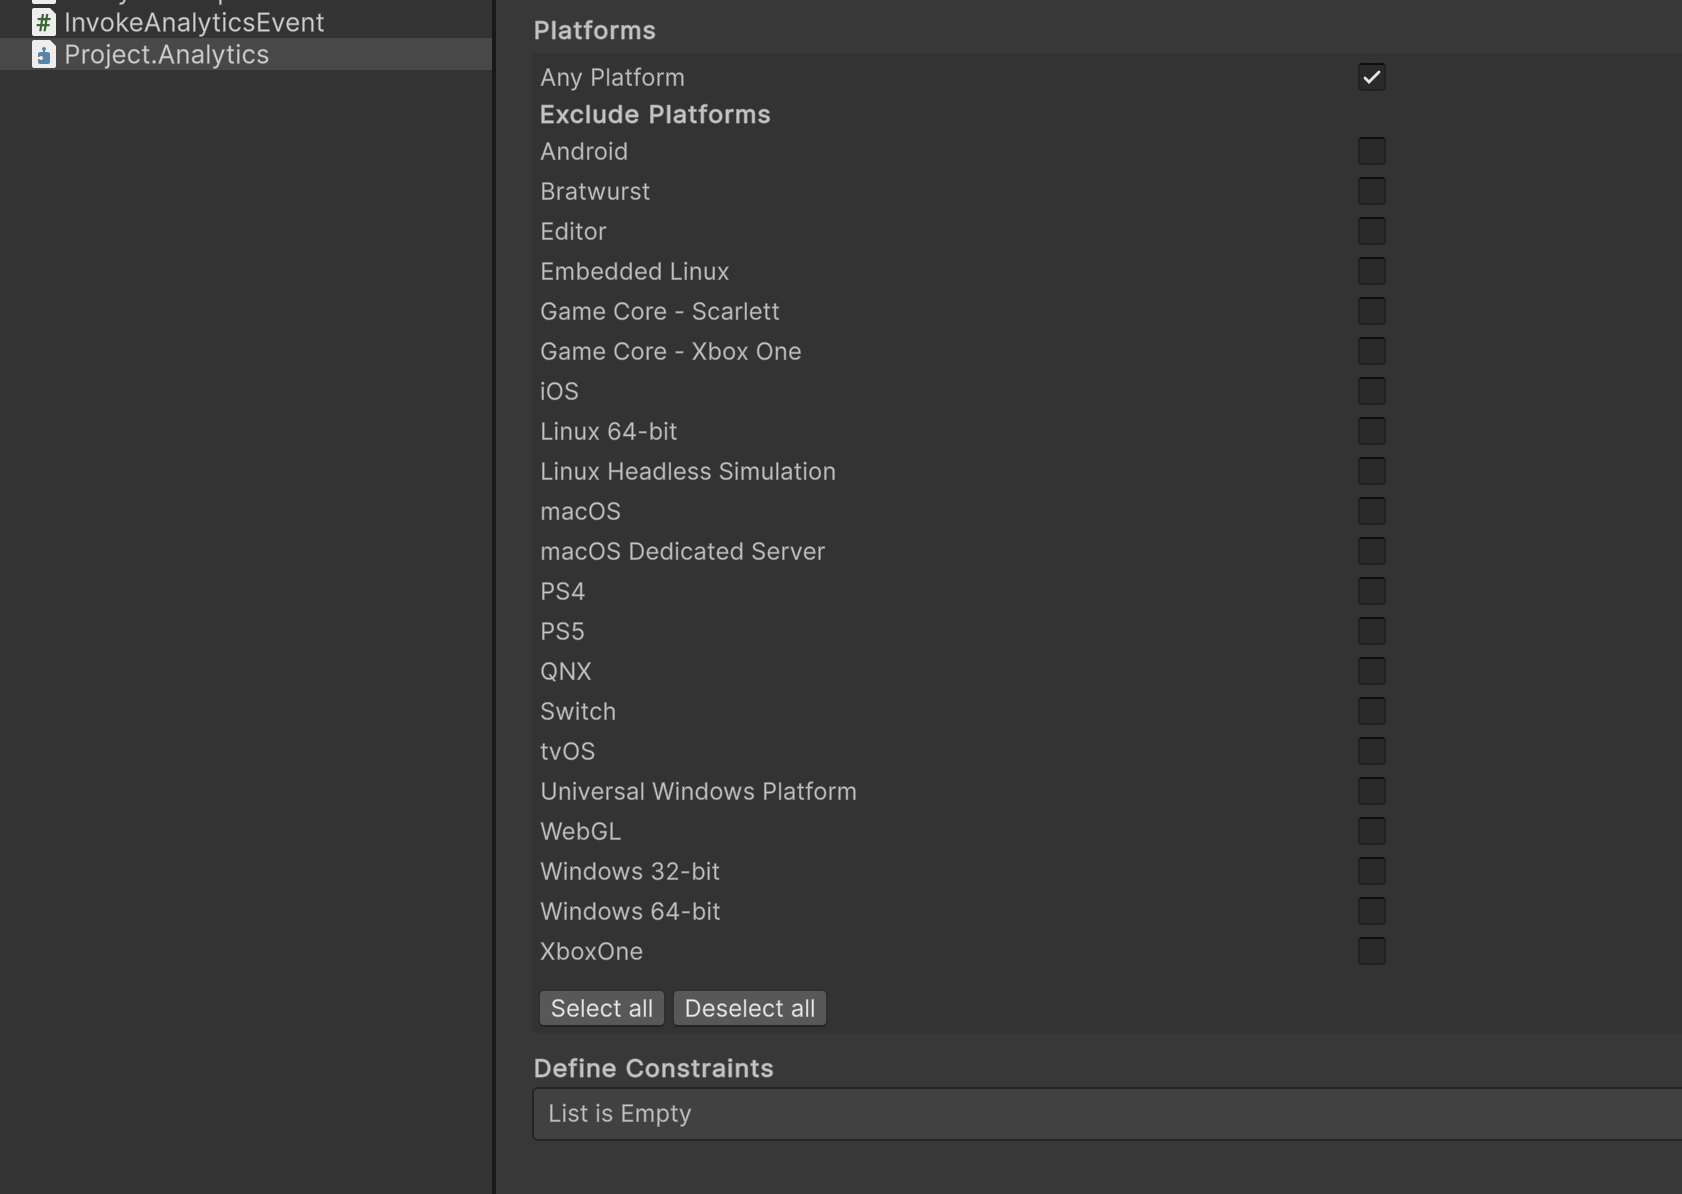 InvokeAnalyticsEvent
Project.Analytics
Platforms
Any Platform
Exclude Platforms
Android
Bratwurst
Editor
Embedded Linux
Game Core - Scarlett
Game Core - Xbox One
iOS
Linux 64-bit
Linux Headless Simulation
macOS
macOS Dedicated Server
PS4
PS5
QNX
Switch
tvOS
Universal Windows Platform
WebGL
Windows 32-bit
Windows 64-bit
XboxOne
Select all Deselect all
Define Constraints
List is Empty